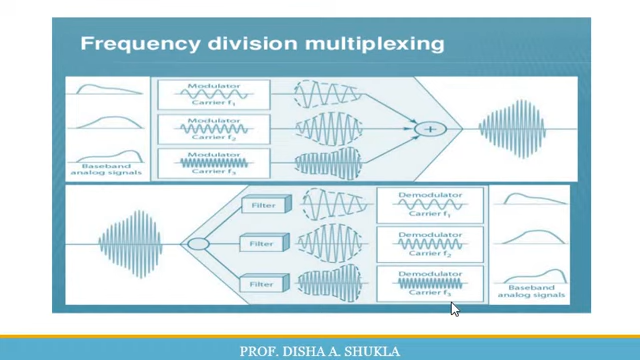 Frequency division multiplexing
Modulator
Carrier f1
Modulator
Carrier f2
Modulator
Carrier f3
Baseband
analog signals
+
Filter
Filter
Filter
Demodulator
Carrier f1
Demodulator
Carrier f2
Demodulator
Carrier f3
Baseband
analog signals
PROF. DISHA A. SHUKLA